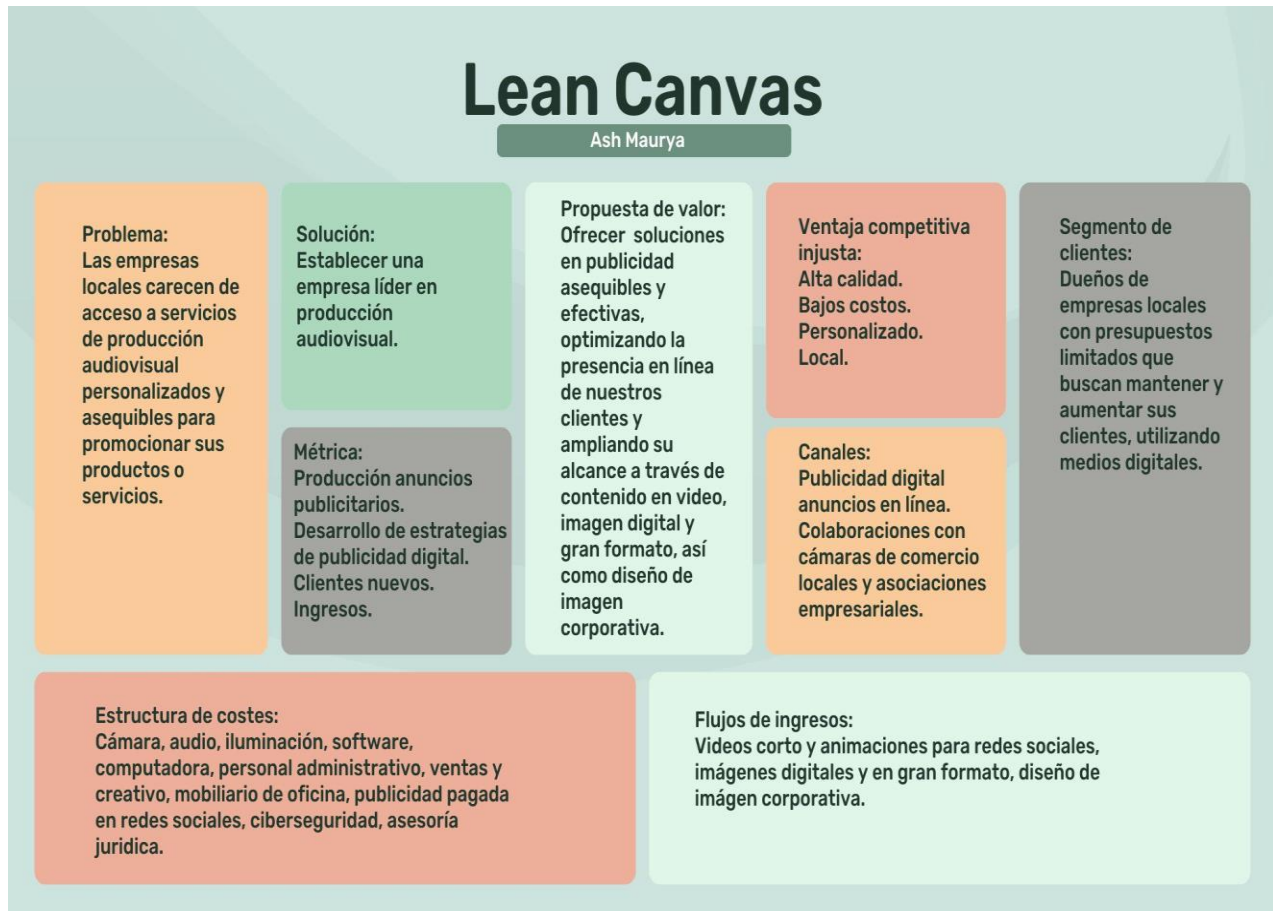 Lean Canvas
Ash Maurya
Problema:
Las empresas
locales carecen de
acceso a servicios
de producción
audiovisual
personalizados y
asequibles para
promocionar sus
productos o
servicios.
Solución:
Establecer una
empresa líder en
producción
audiovisual.
Métrica:
Producción anuncios
publicitarios.
Desarrollo de estrategias
de publicidad digital.
Clientes nuevos.
Ingresos.
Propuesta de valor:
Ofrecer soluciones
en publicidad
asequibles y
efectivas,
optimizando la
presencia en línea
de nuestros
clientes y
ampliando su
alcance a través de
contenido en video,
imagen digital y
gran formato, así
como diseño de
imagen
corporativa.
Ventaja competitiva
injusta:
Alta calidad.
Bajos costos.
Personalizado.
Local.
Canales:
Publicidad digital
anuncios en línea.
Colaboraciones con
cámaras de comercio
locales y asociaciones
empresariales.
Segmento de
clientes:
Dueños de
empresas locales
con presupuestos
limitados que
buscan mantener y
aumentar sus
clientes, utilizando
medios digitales.
Estructura de costes:
Cámara, audio, iluminación, software,
computadora, personal administrativo, ventas y
creativo, mobiliario de oficina, publicidad pagada
en redes sociales, ciberseguridad, asesoría
juridica.
Flujos de ingresos:
Videos corto y animaciones para redes sociales,
imágenes digitales y en gran formato, diseño de
imágen corporativa.